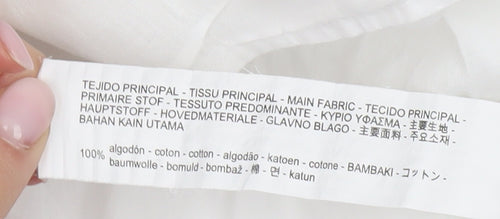 TEJIDO PRINCIPAL - TISSU PRINCIPAL - MAIN FABRIC - TECIDO PRINCIPAL -
PRIMAIRE STOF - TESSUTO PREDOMINANTE - ΚΥΡΙΟ ΥΦΑΣΜΑ - 主要生地 -
HAUPTSTOFF - HOVEDMATERIALE - GLAVNO BLAGO - 主要面料 - 주요소재 -
BAHAN KAIN UTAMA
100% algodón - coton - cotton - algodão - katoen - cotone - ΒΑΜΒΑΚΙ - コットン -
baumwolle - bomuld - bombaž - 棉 - 면 - katun